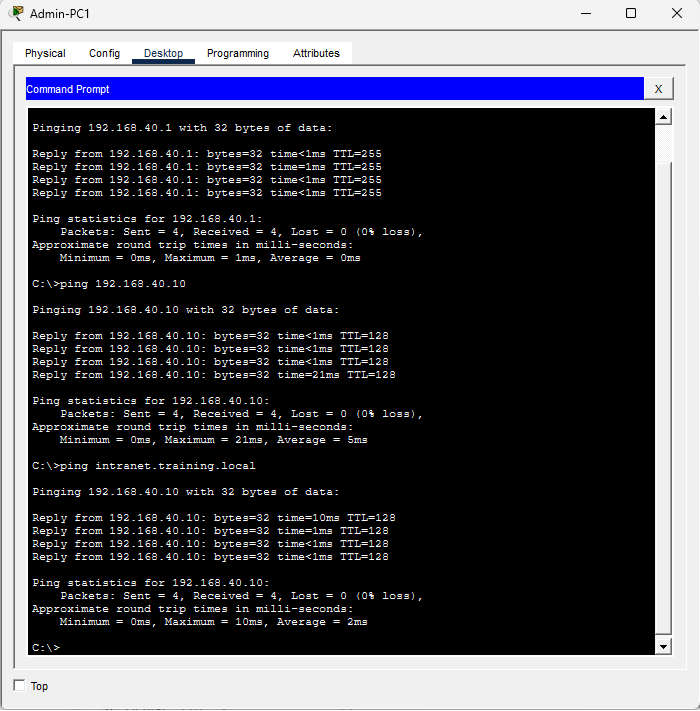 Admin-PC1
Physical Config Desktop Programming Attributes
Command Prompt X
Pinging 192.168.40.1 with 32 bytes of data:
Reply from 192.168.40.1: bytes=32 time<1ms TTL=255
Reply from 192.168.40.1: bytes=32 time=1ms TTL=255
Reply from 192.168.40.1: bytes=32 time<1ms TTL=255
Reply from 192.168.40.1: bytes=32 time<1ms TTL=255
Ping statistics for 192.168.40.1:
Packets: Sent = 4, Received = 4, Lost = 0 (0% loss),
Approximate round trip times in milli-seconds:
Minimum = 0ms, Maximum = 1ms, Average = 0ms
C:\>ping 192.168.40.10
Pinging 192.168.40.10 with 32 bytes of data:
Reply from 192.168.40.10: bytes=32 time<1ms TTL=128
Reply from 192.168.40.10: bytes=32 time<1ms TTL=128
Reply from 192.168.40.10: bytes=32 time<1ms TTL=128
Reply from 192.168.40.10: bytes=32 time=21ms TTL=128
Ping statistics for 192.168.40.10:
Packets: Sent = 4, Received = 4, Lost = 0 (0% loss),
Approximate round trip times in milli-seconds:
Minimum = 0ms, Maximum = 21ms, Average = 5ms
C:\>ping intranet.training.local
Pinging 192.168.40.10 with 32 bytes of data:
Reply from 192.168.40.10: bytes=32 time=10ms TTL=128
Reply from 192.168.40.10: bytes=32 time=1ms TTL=128
Reply from 192.168.40.10: bytes=32 time<1ms TTL=128
Reply from 192.168.40.10: bytes=32 time<1ms TTL=128
Ping statistics for 192.168.40.10:
Packets: Sent = 4, Received = 4, Lost = 0 (0% loss),
Approximate round trip times in milli-seconds:
Minimum = 0ms, Maximum = 10ms, Average = 2ms
C:\>
Top